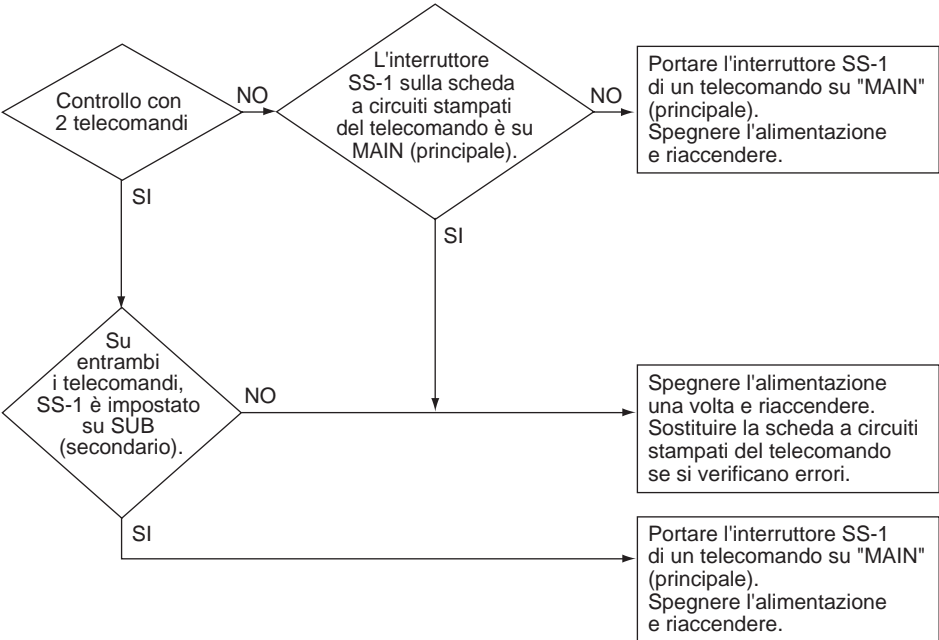 Controllo con
2 telecomandi
NO
SI
L'interruttore
SS-1 sulla scheda
a circuiti stampati
del telecomando è su
MAIN (principale).
NO
SI
Portare l'interruttore SS-1
di un telecomando su "MAIN"
(principale).
Spegnere l'alimentazione
e riaccendere.
Su
entrambi
i telecomandi,
SS-1 è impostato
su SUB
(secondario).
NO
SI
Spegnere l'alimentazione
una volta e riaccendere.
Sostituire la scheda a circuiti
stampati del telecomando
se si verificano errori.
Portare l'interruttore SS-1
di un telecomando su "MAIN"
(principale).
Spegnere l'alimentazione
e riaccendere.